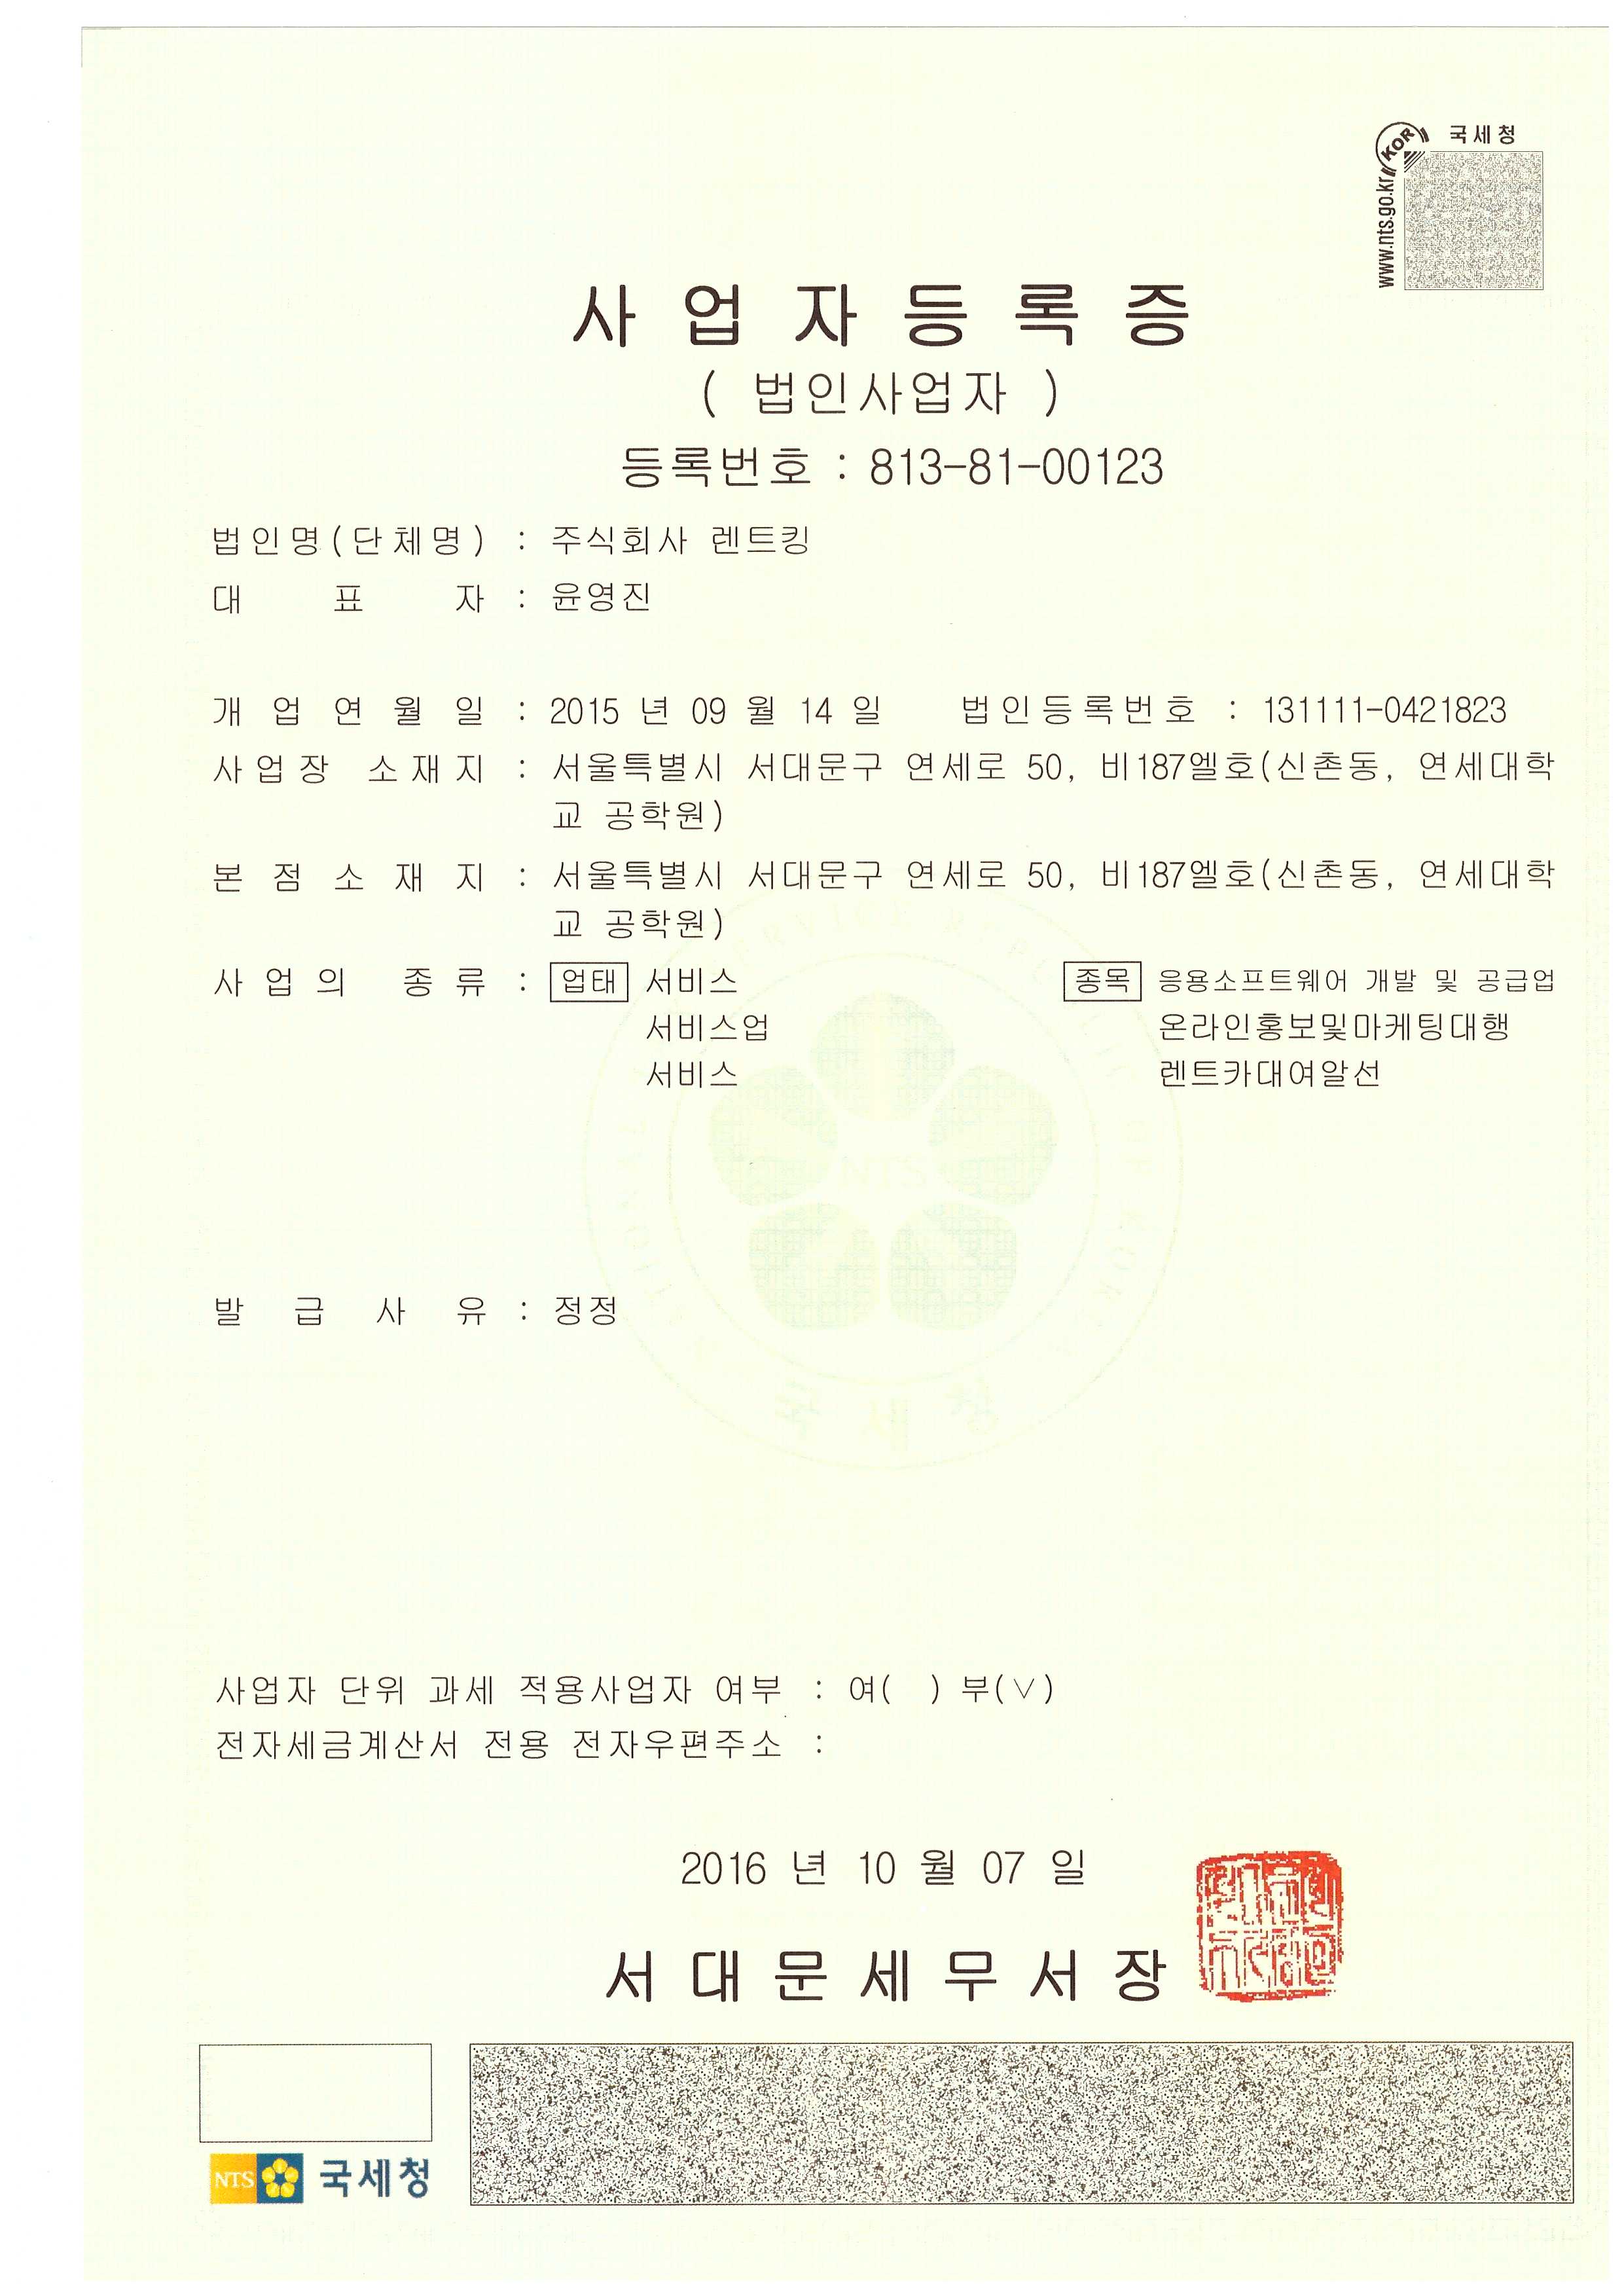 국세청
KOR
www.nts.go.kr
사업자등록증
( 법인사업자 )
등록번호 : 813-81-00123
법인명(단체명) : 주식회사 렌트킹
대표자 : 윤영진
개업연월일 : 2015 년 09 월 14 일 법인등록번호 : 131111-0421823
사업장 소재지 : 서울특별시 서대문구 연세로 50, 비187엘호(신촌동, 연세대학
교 공학원)
본점소재지 : 서울특별시 서대문구 연세로 50, 비187엘호(신촌동, 연세대학
교 공학원)
사업의 종류 : 업태 서비스 종목 응용소프트웨어 개발 및 공급업
서비스업 온라인홍보및마케팅대행
서비스 렌트카대여알선
NTS
발급사유 : 정정
국세청
사업자 단위 과세 적용사업자 여부 : 여( ) 부(∨)
전자세금계산서 전용 전자우편주소 :
2016 년 10 월 07 일
서대문세무서장
NTS 국세청